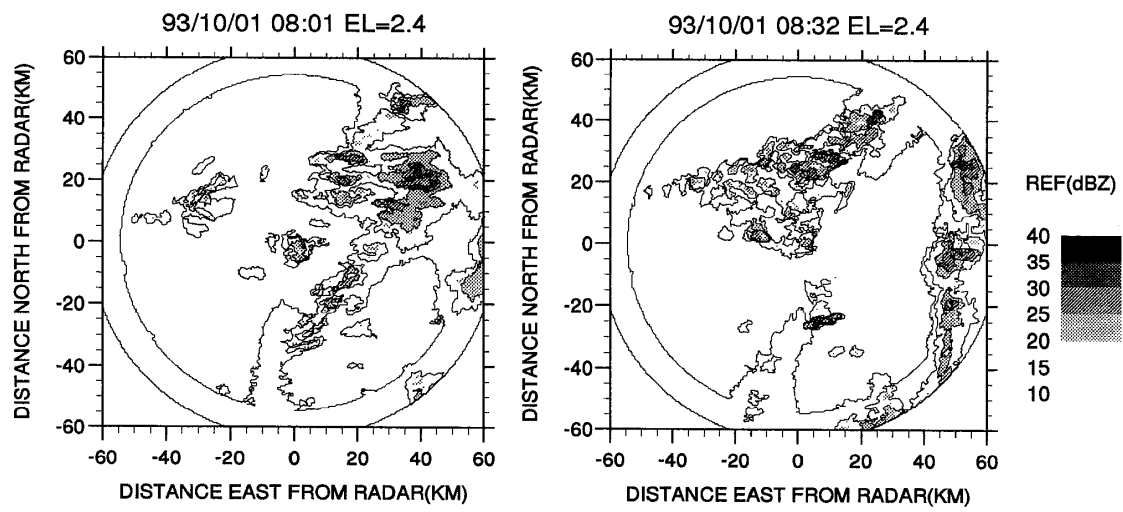 93/10/01 08:01 EL=2.4
93/10/01 08:32 EL=2.4
60
40
20
0
-20
-40
-60
DISTANCE NORTH FROM RADAR(KM)
-60 -40 -20 0 20 40 60
DISTANCE EAST FROM RADAR(KM)
60
40
20
0
-20
-40
-60
DISTANCE NORTH FROM RADAR(KM)
-60 -40 -20 0 20 40 60
DISTANCE EAST FROM RADAR(KM)
REF(dBZ)
40
35
30
25
20
15
10